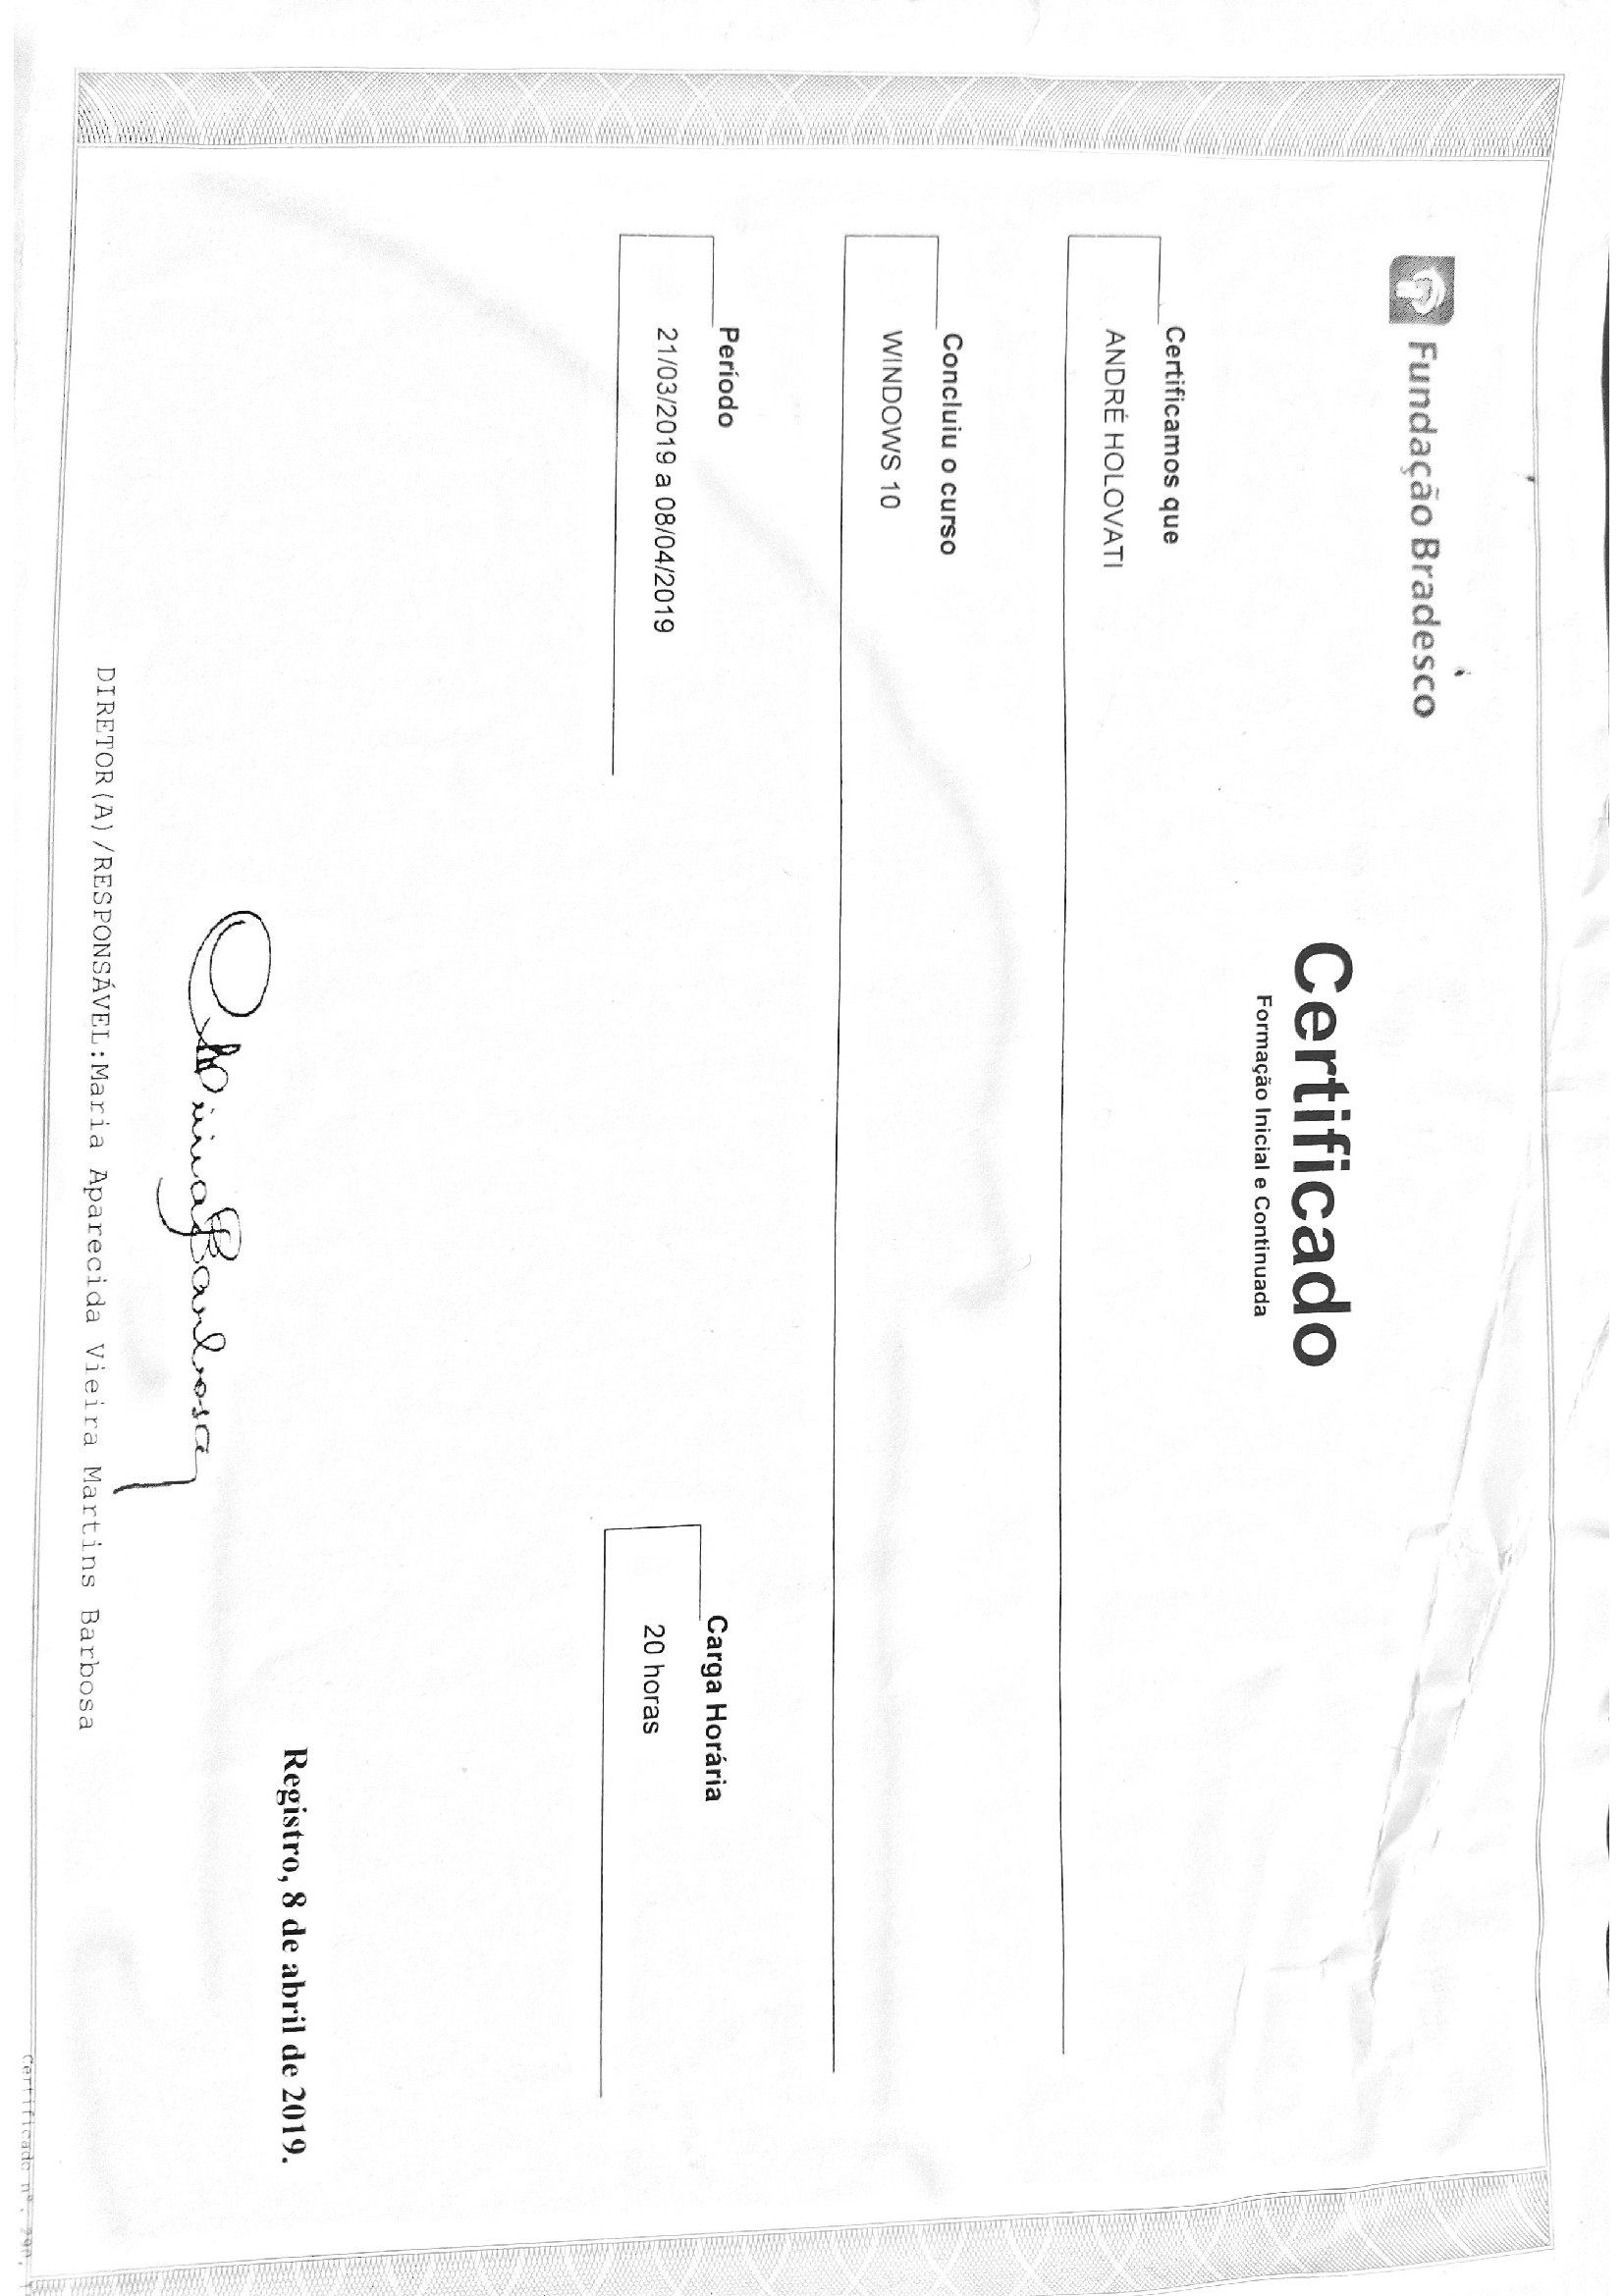 Fundação Bradesco
Certificado
Formação Inicial e Continuada
Certificamos que
ANDRÉ HOLOVATI
Concluiu o curso
WINDOWS 10
Período
Carga Horária
21/03/2019 a 08/04/2019
20 horas
Registro, 8 de abril de 2019.
Barbosa
DIRETOR(A)/RESPONSÁVEL:Maria Aparecida Vieira Martins Barbosa
Certificado nº. 290.